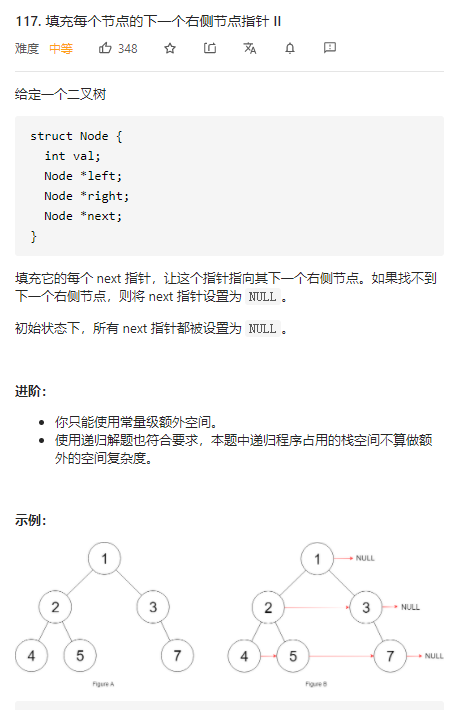 117. 填充每个节点的下一个右侧节点指针 II
难度 中等 348
给定一个二叉树
struct Node {
  int val;
  Node *left;
  Node *right;
  Node *next;
}
填充它的每个 next 指针，让这个指针指向其下一个右侧节点。如果找不到
下一个右侧节点，则将 next 指针设置为 NULL 。
初始状态下，所有 next 指针都被设置为 NULL 。
进阶：
你只能使用常量级额外空间。
使用递归解题也符合要求，本题中递归程序占用的栈空间不算做额
外的空间复杂度。
示例：
1 1 NULL
2 3 2 3 NULL
4 5 7 4 5 7 NULL
Figure A Figure B